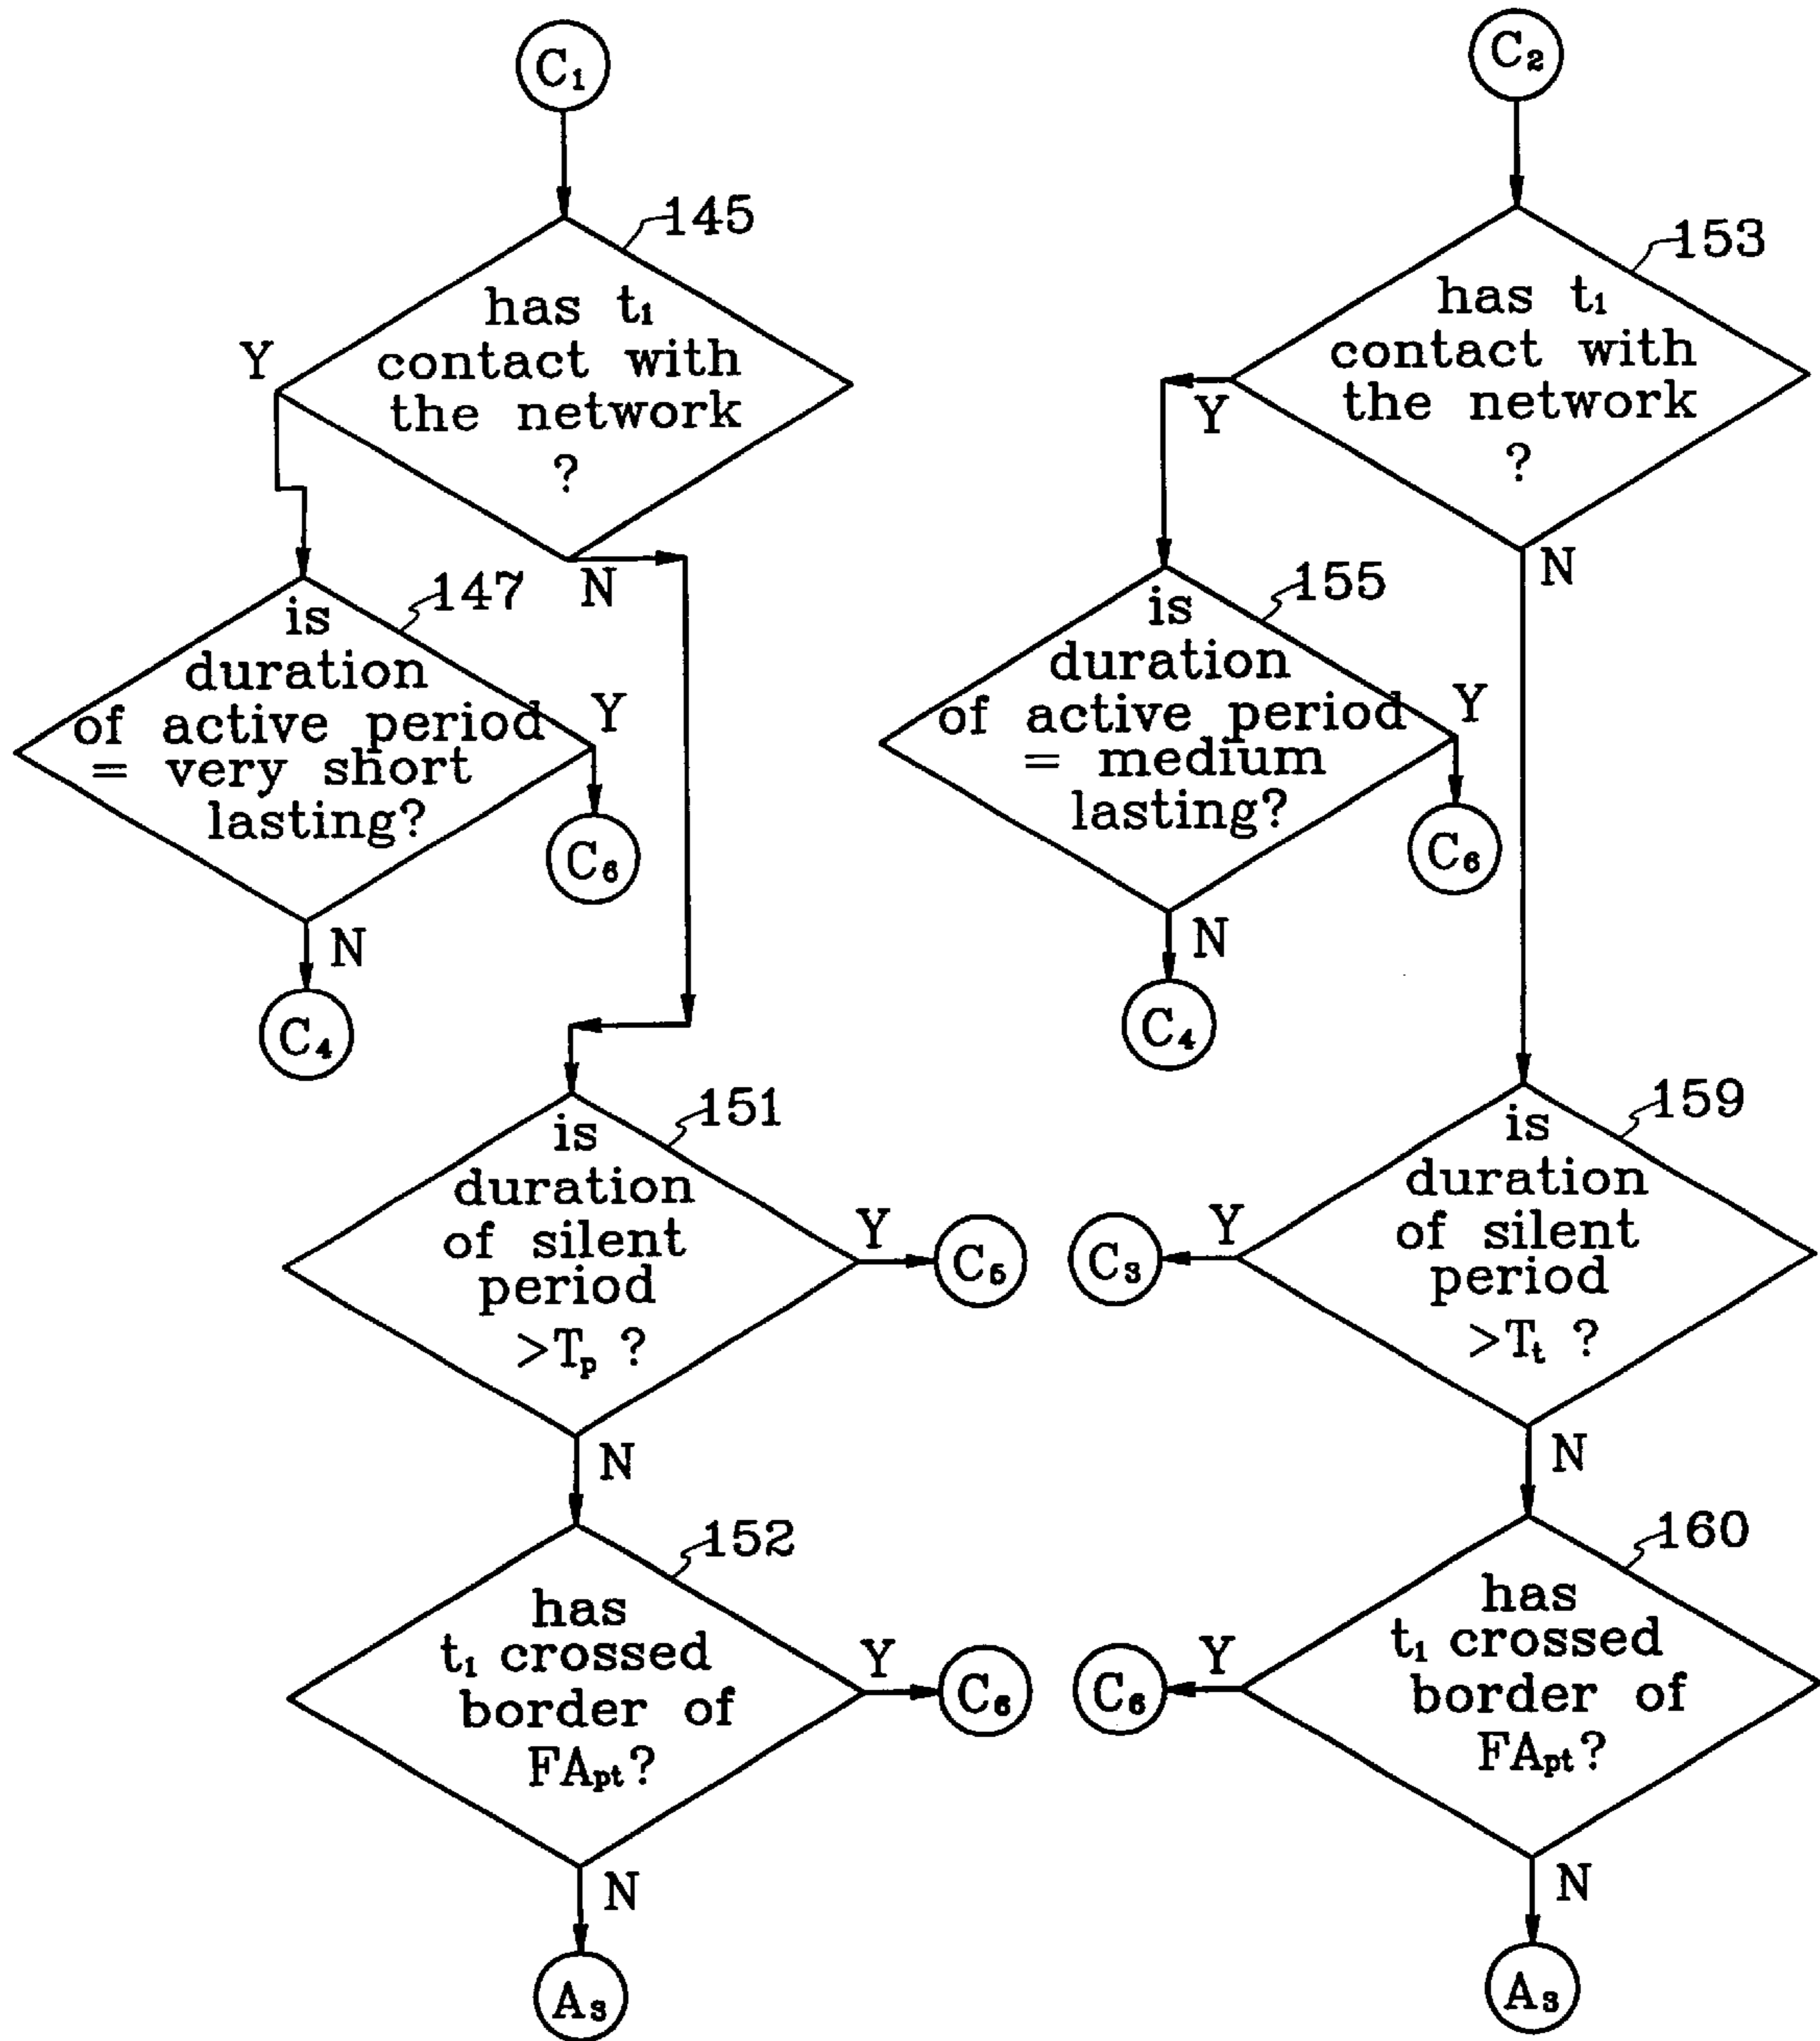 C₁
145
has t₁
contact with
the network
?
Y
N
147
is
duration
of active period
= very short
lasting?
Y
C₆
N
C₄
151
is
duration
of silent
period
>Tₚ ?
Y
C₅
N
152
has
t₁ crossed
border of
FAₚₜ?
Y
C₆
N
A₃
C₂
153
has t₁
contact with
the network
?
Y
N
155
is
duration
of active period
= medium
lasting?
Y
C₆
N
C₄
159
is
duration
of silent
period
>Tₜ ?
Y
C₃
N
160
has
t₁ crossed
border of
FAₚₜ?
Y
C₆
N
A₃